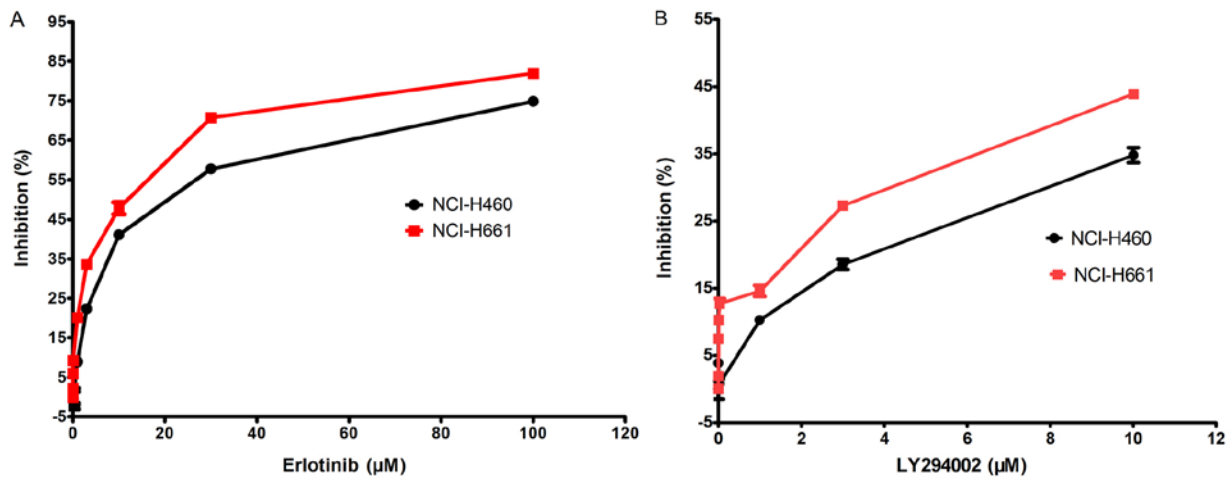 A
95
85
75
65
55
45
35
25
15
5
-5
Inhibition (%)
0 20 40 60 80 100 120
Erlotinib (μM)
NCI-H460
NCI-H661
B
55
45
35
25
15
5
-5
Inhibition (%)
0 2 4 6 8 10 12
LY294002 (μM)
NCI-H460
NCI-H661